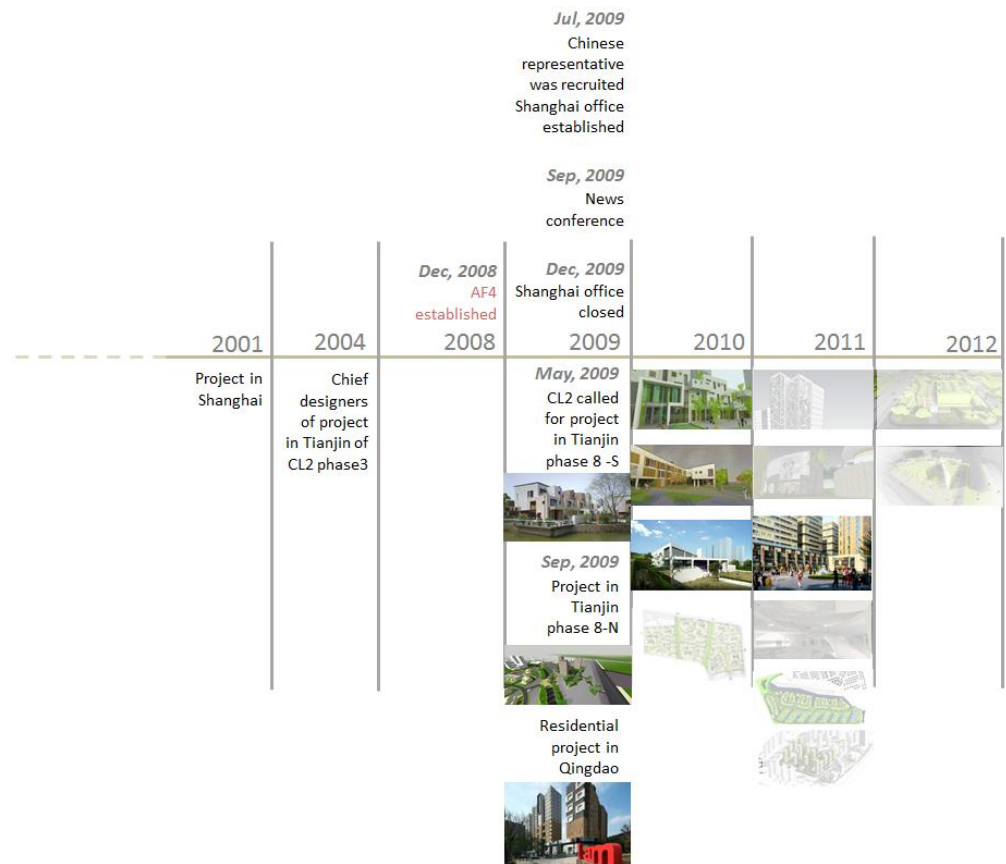 Jul, 2009
Chinese
representative
was recruited
Shanghai office
established
Sep, 2009
News
conference
Dec, 2008
AF4
established
Dec, 2009
Shanghai office
closed
2001
2004
2008
2009
2010
2011
2012
Project in
Shanghai
Chief
designers
of project
in Tianjin of
CL2 phase3
May, 2009
CL2 called
for project
in Tianjin
phase 8 -S
Sep, 2009
Project in
Tianjin
phase 8-N
Residential
project in
Qingdao
am